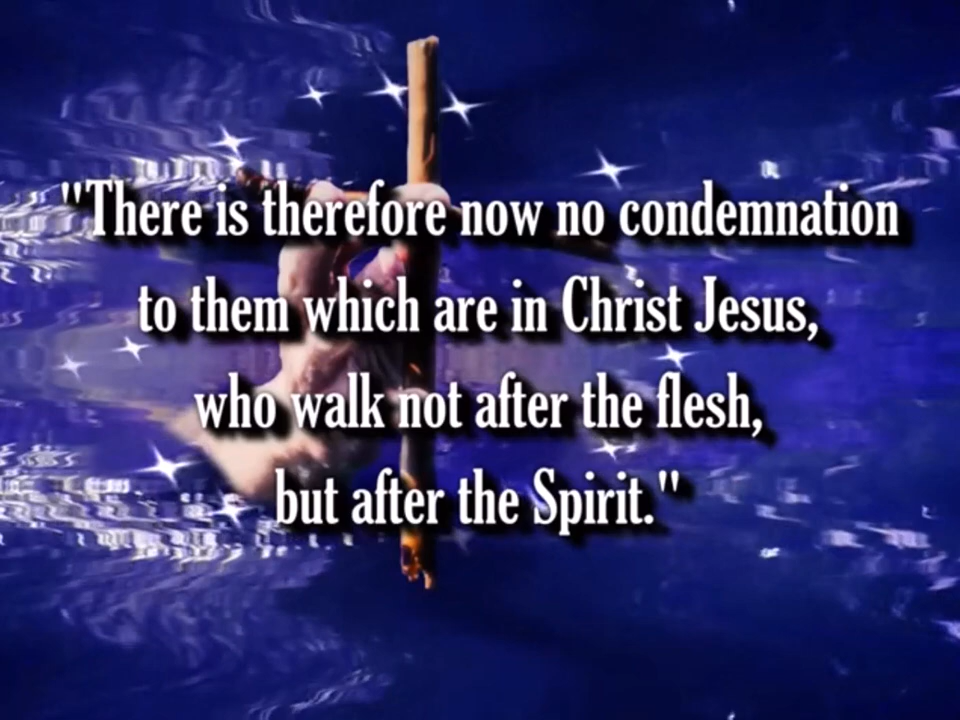 "There is therefore now no condemnation
to them which are in Christ Jesus,
who walk not after the flesh,
but after the Spirit."